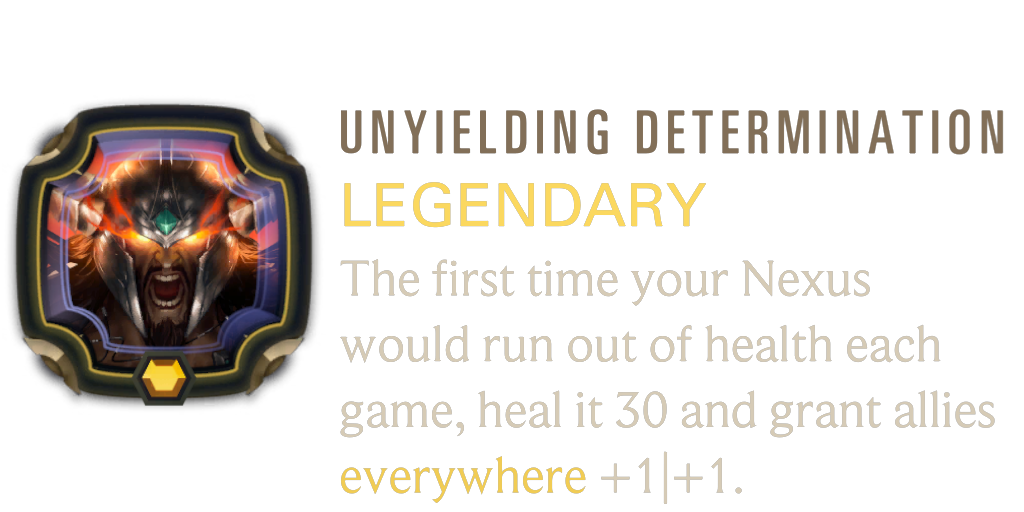 UNYIELDING DETERMINATION
LEGENDARY
The first time your Nexus
would run out of health each
game, heal it 30 and grant allies
everywhere +1|+1.